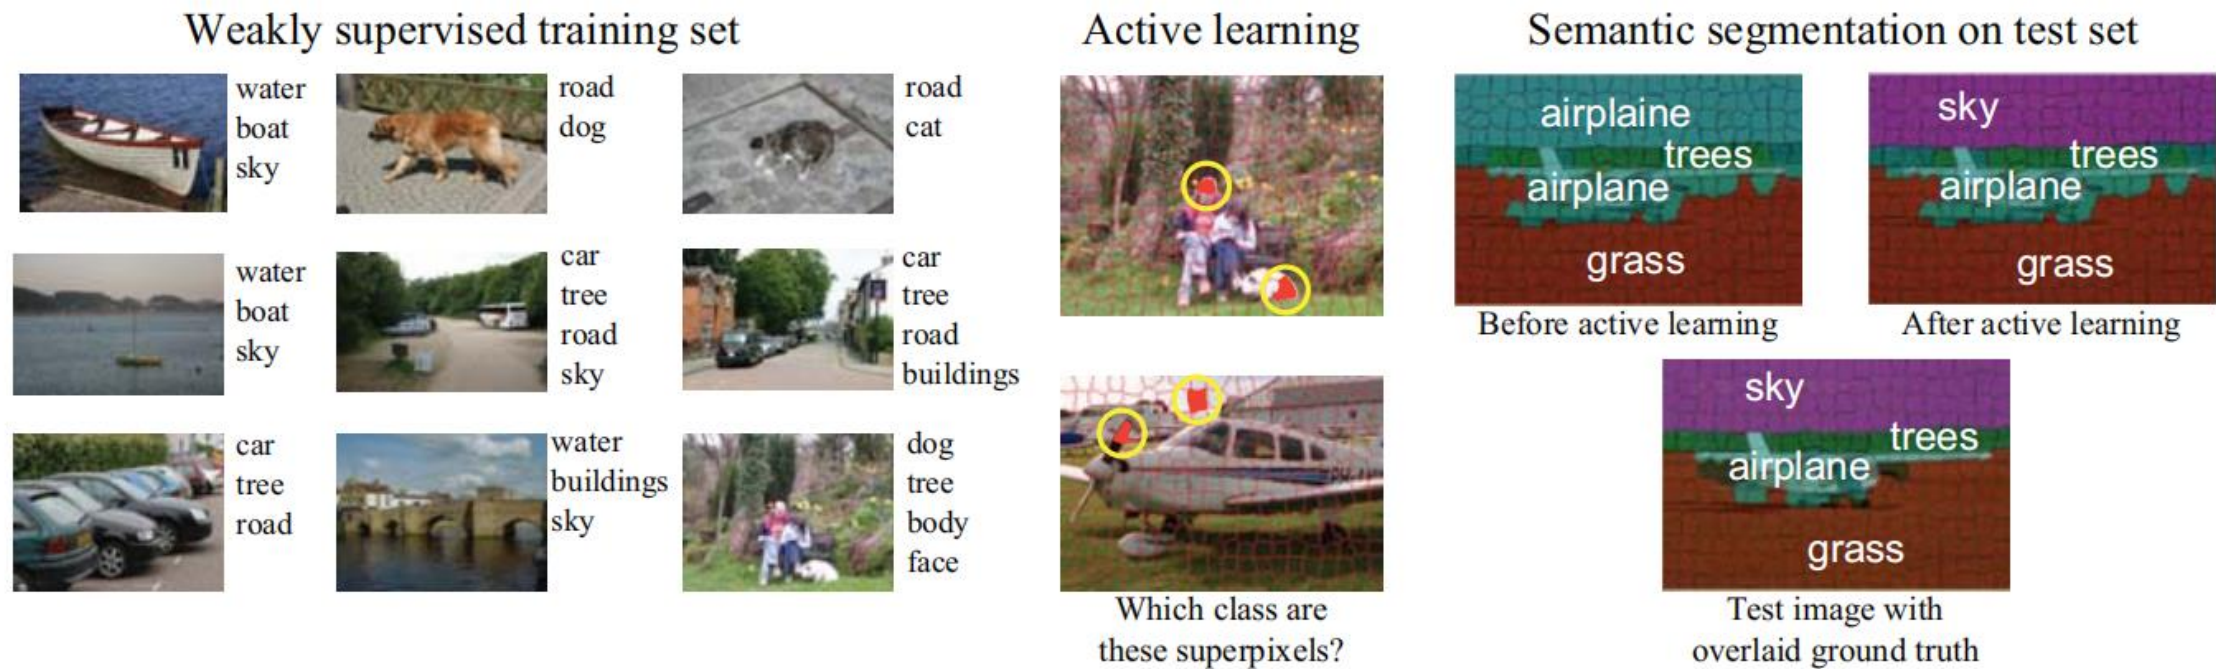 Weakly supervised training set
water
boat
sky
road
dog
road
cat
water
boat
sky
car
tree
road
sky
car
tree
road
buildings
car
tree
road
water
buildings
sky
dog
tree
body
face
Active learning
Which class are
these superpixels?
Semantic segmentation on test set
airplaine
trees
airplane
grass
Before active learning
sky
trees
airplane
grass
After active learning
sky
trees
airplane
grass
Test image with
overlaid ground truth